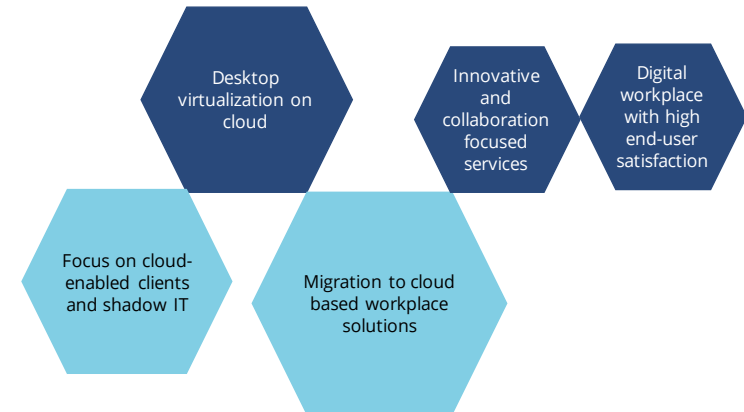 Desktop
virtualization on
cloud
Innovative
and
collaboration
focused
services
Digital
workplace
with high
end-user
satisfaction
Focus on cloud-
enabled clients
and shadow IT
Migration to cloud
based workplace
solutions